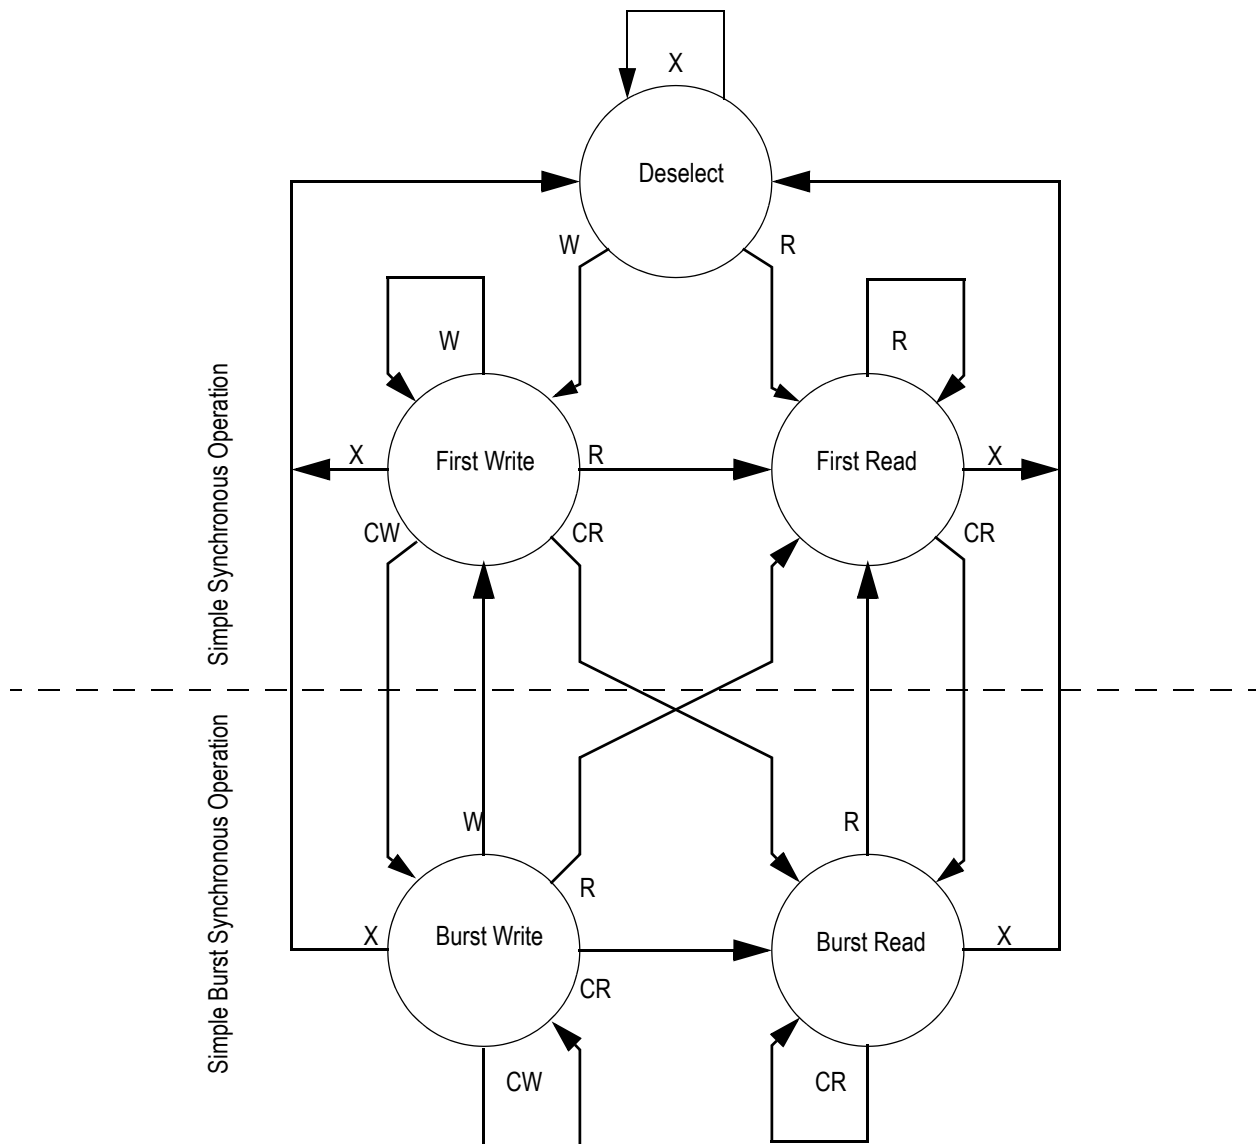 X
Deselect
W
R
W
R
X
First Write
R
First Read
X
CW
CR
CR
Simple Synchronous Operation
Simple Burst Synchronous Operation
W
R
R
X
Burst Write
Burst Read
X
CR
CW
CR